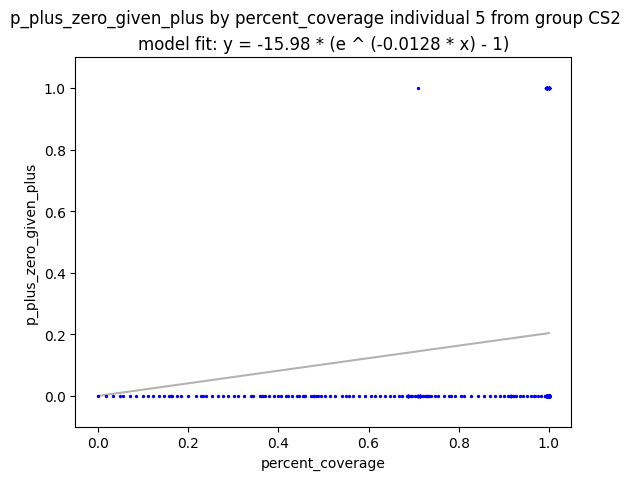 p_plus_zero_given_plus by percent_coverage individual 5 from group CS2
model fit: y = -15.98 * (e ^ (-0.0128 * x) - 1)
1.0
0.8
0.6
0.4
0.2
0.0
p_plus_zero_given_plus
0.0 0.2 0.4 0.6 0.8 1.0
percent_coverage